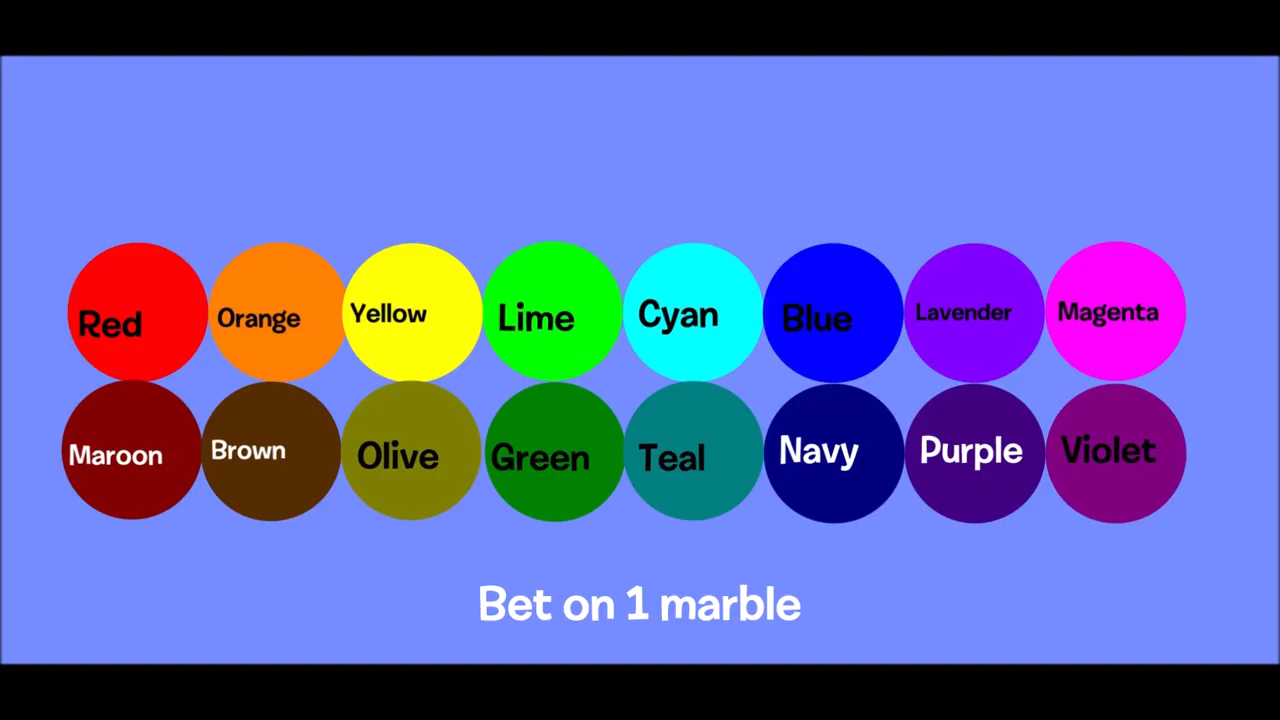 Red Orange Yellow Lime Cyan Blue Lavender Magenta
Maroon Brown Olive Green Teal Navy Purple Violet
Bet on 1 marble